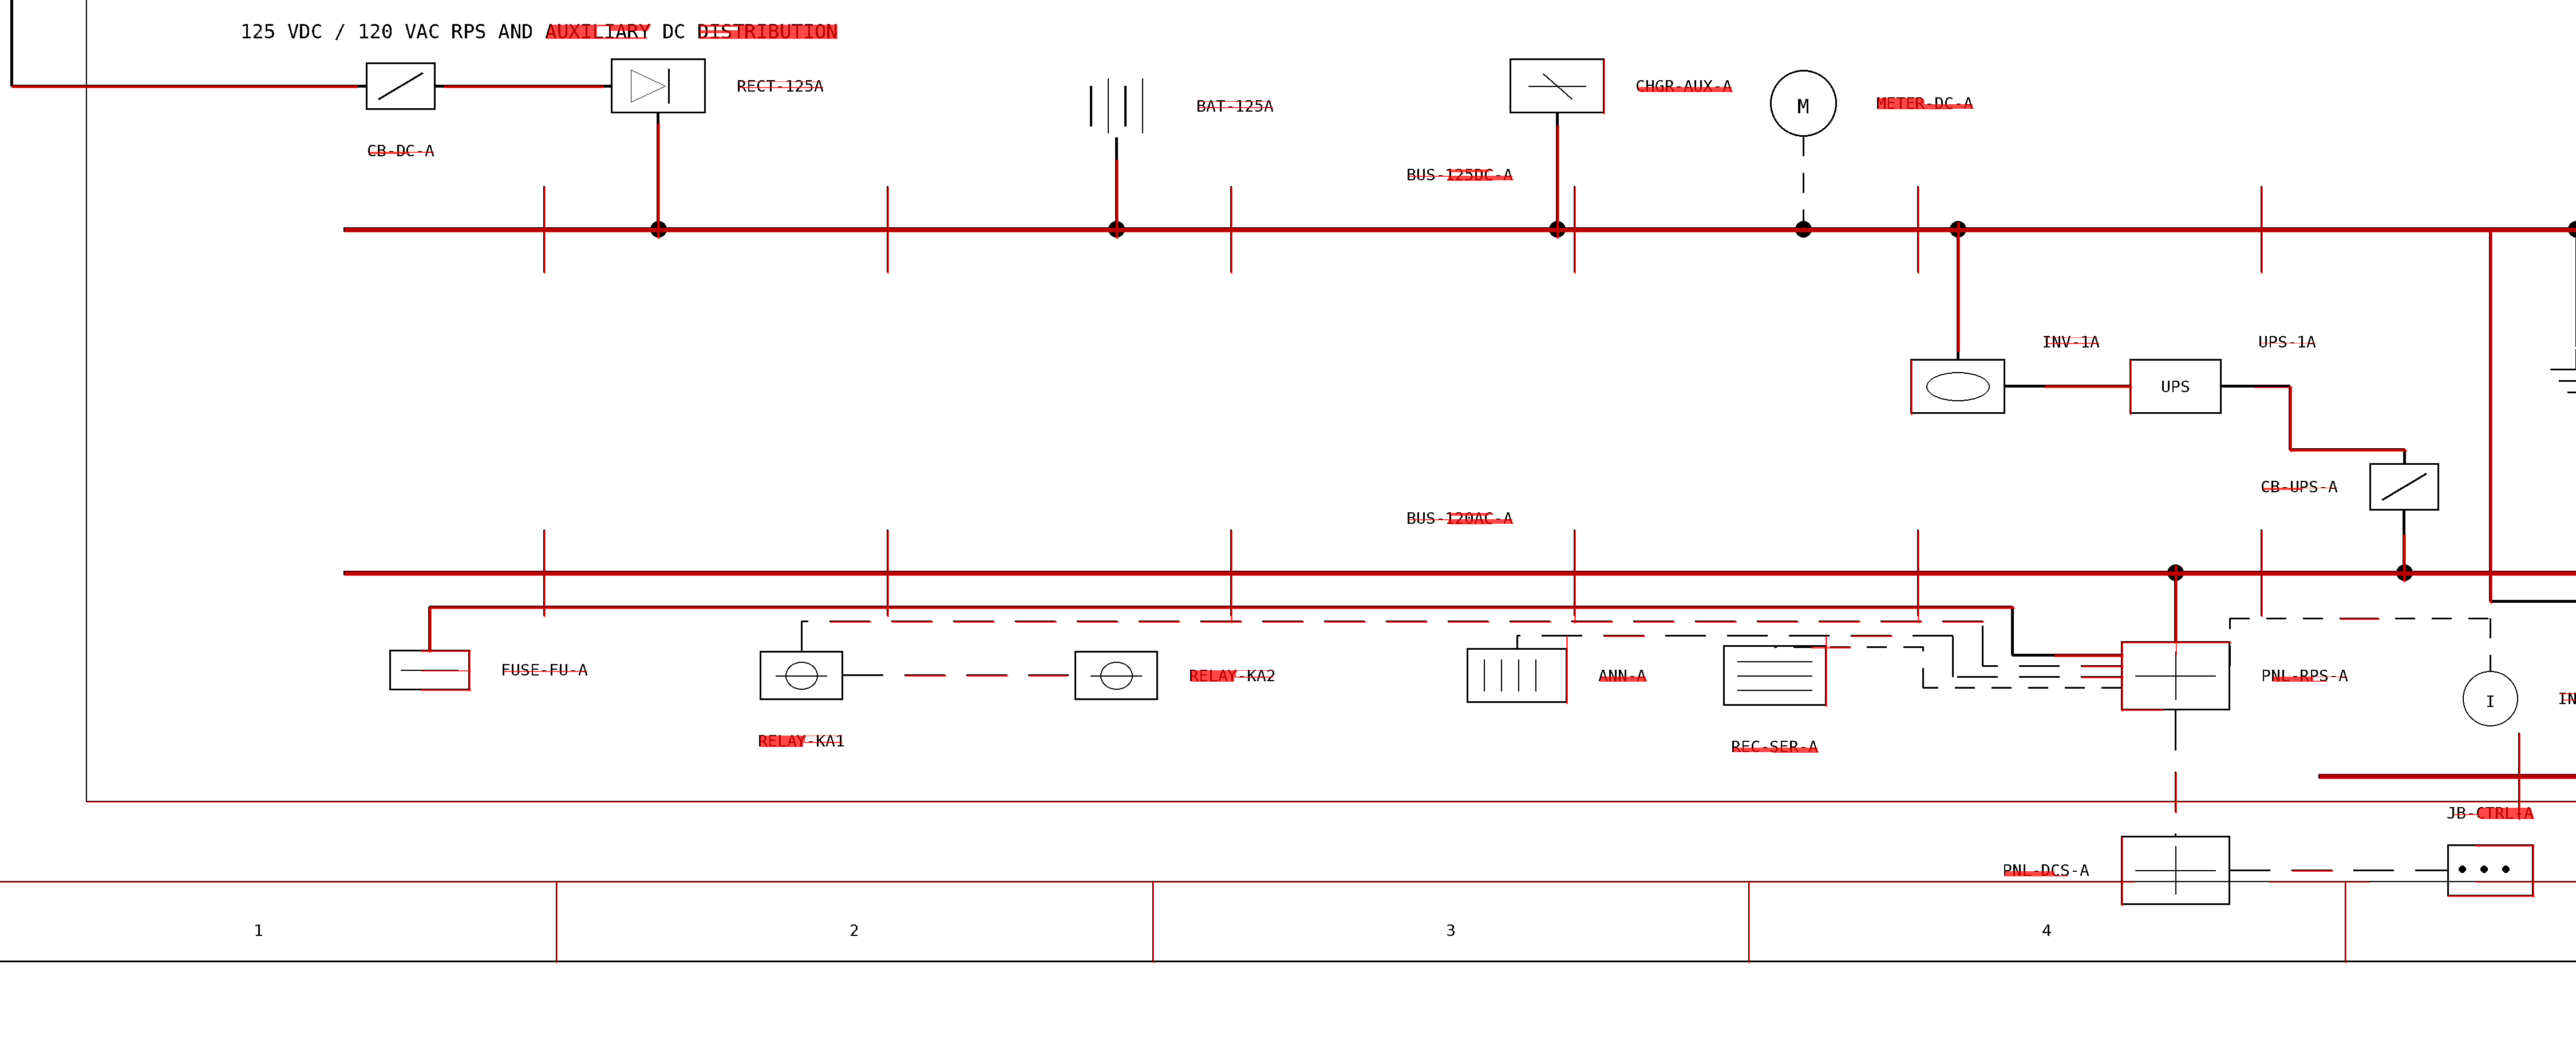 125 VDC / 120 VAC RPS AND AUXILIARY DC DISTRIBUTION
RECT-125A
CHGR-AUX-A
M
METER-DC-A
BAT-125A
CB-DC-A
BUS-125DC-A
INV-1A
UPS-1A
UPS
CB-UPS-A
BUS-120AC-A
FUSE-FU-A
RELAY-KA2
ANN-A
PNL-RPS-A
I
IN
RELAY-KA1
REC-SER-A
JB-CTRL-A
PNL-DCS-A
1
2
3
4